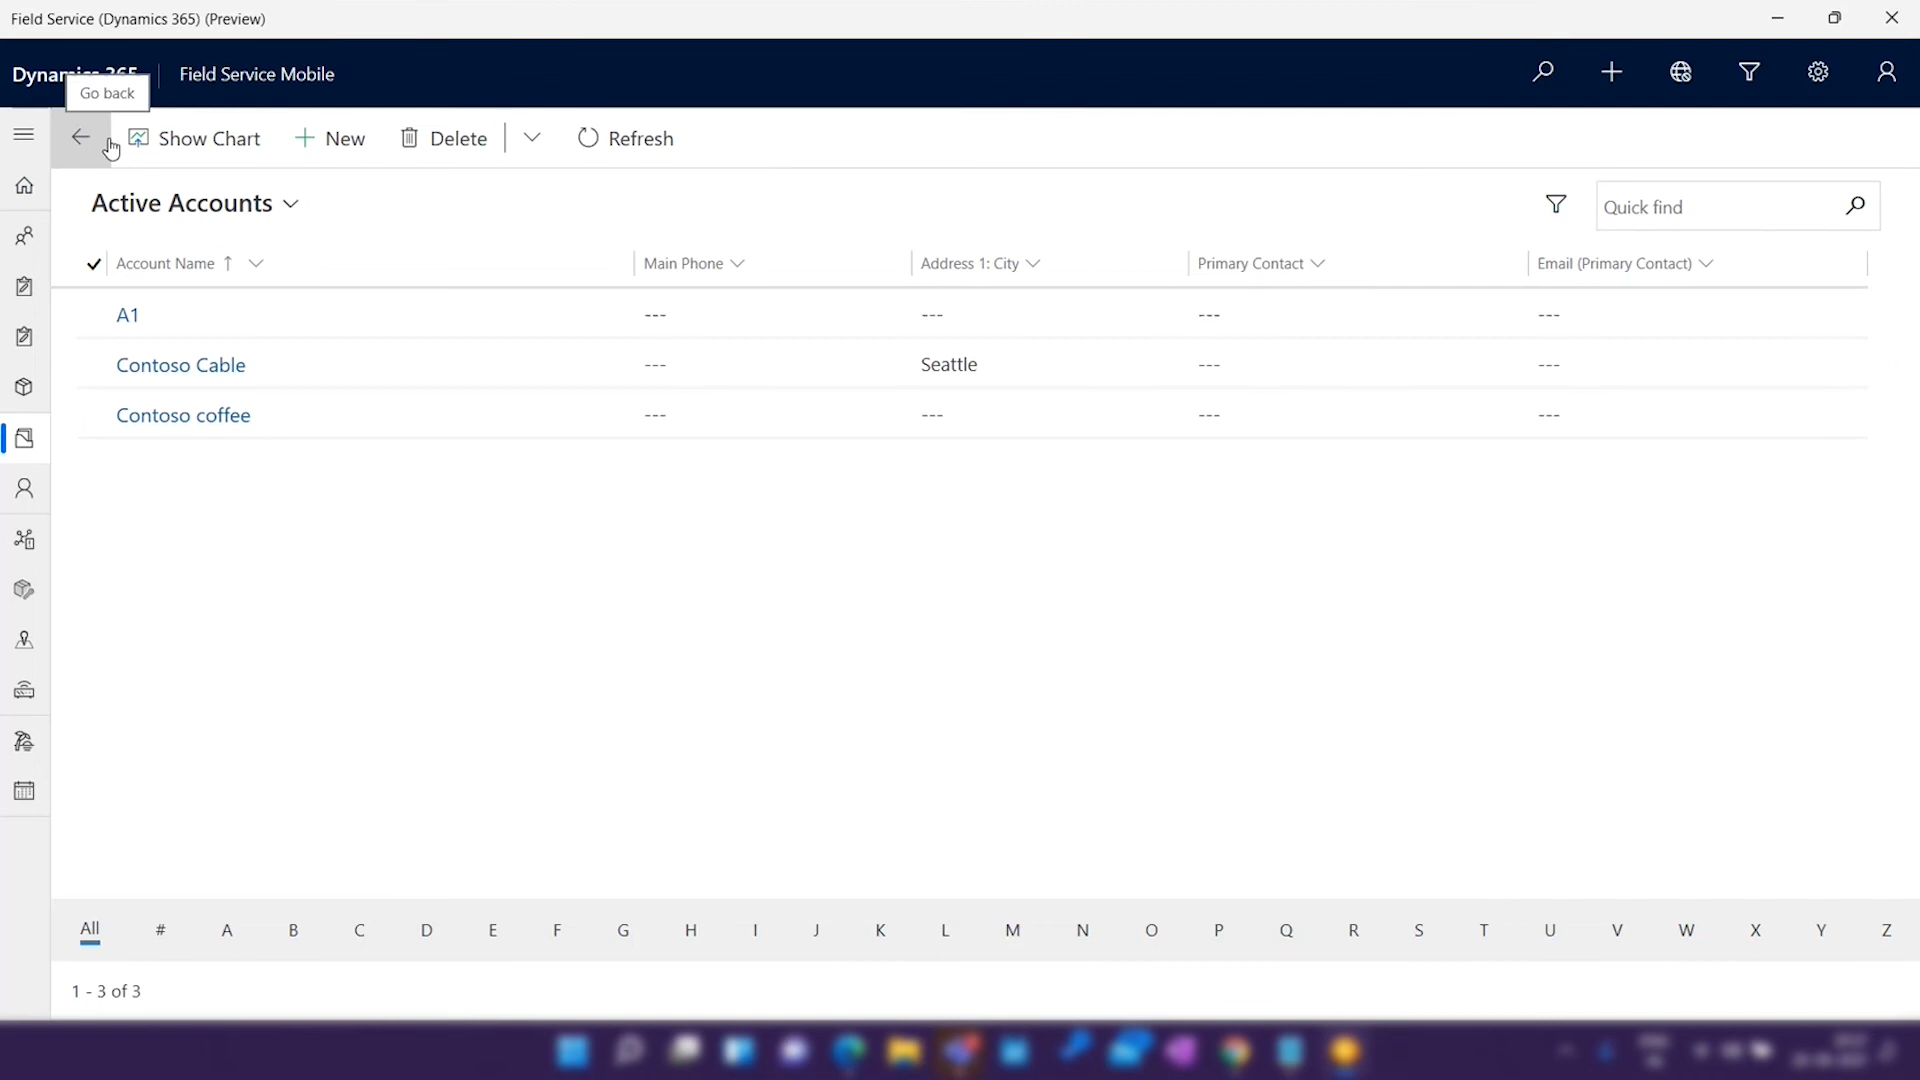 Field Service (Dynamics 365) (Preview)
Dynamics 365 Field Service Mobile
Go back
Show Chart New Delete Refresh
Active Accounts
Quick find
Account Name Main Phone Address 1: City Primary Contact Email (Primary Contact)
A1 --- --- --- ---
Contoso Cable --- Seattle --- ---
Contoso coffee --- --- --- ---
All # A B C D E F G H I J K L M N O P Q R S T U V W X Y Z
1 - 3 of 3